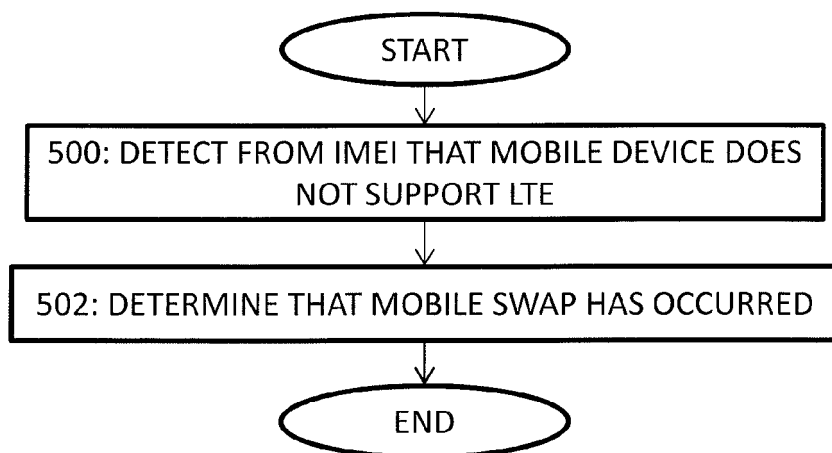 START
500: DETECT FROM IMEI THAT MOBILE DEVICE DOES
NOT SUPPORT LTE
502: DETERMINE THAT MOBILE SWAP HAS OCCURRED
END